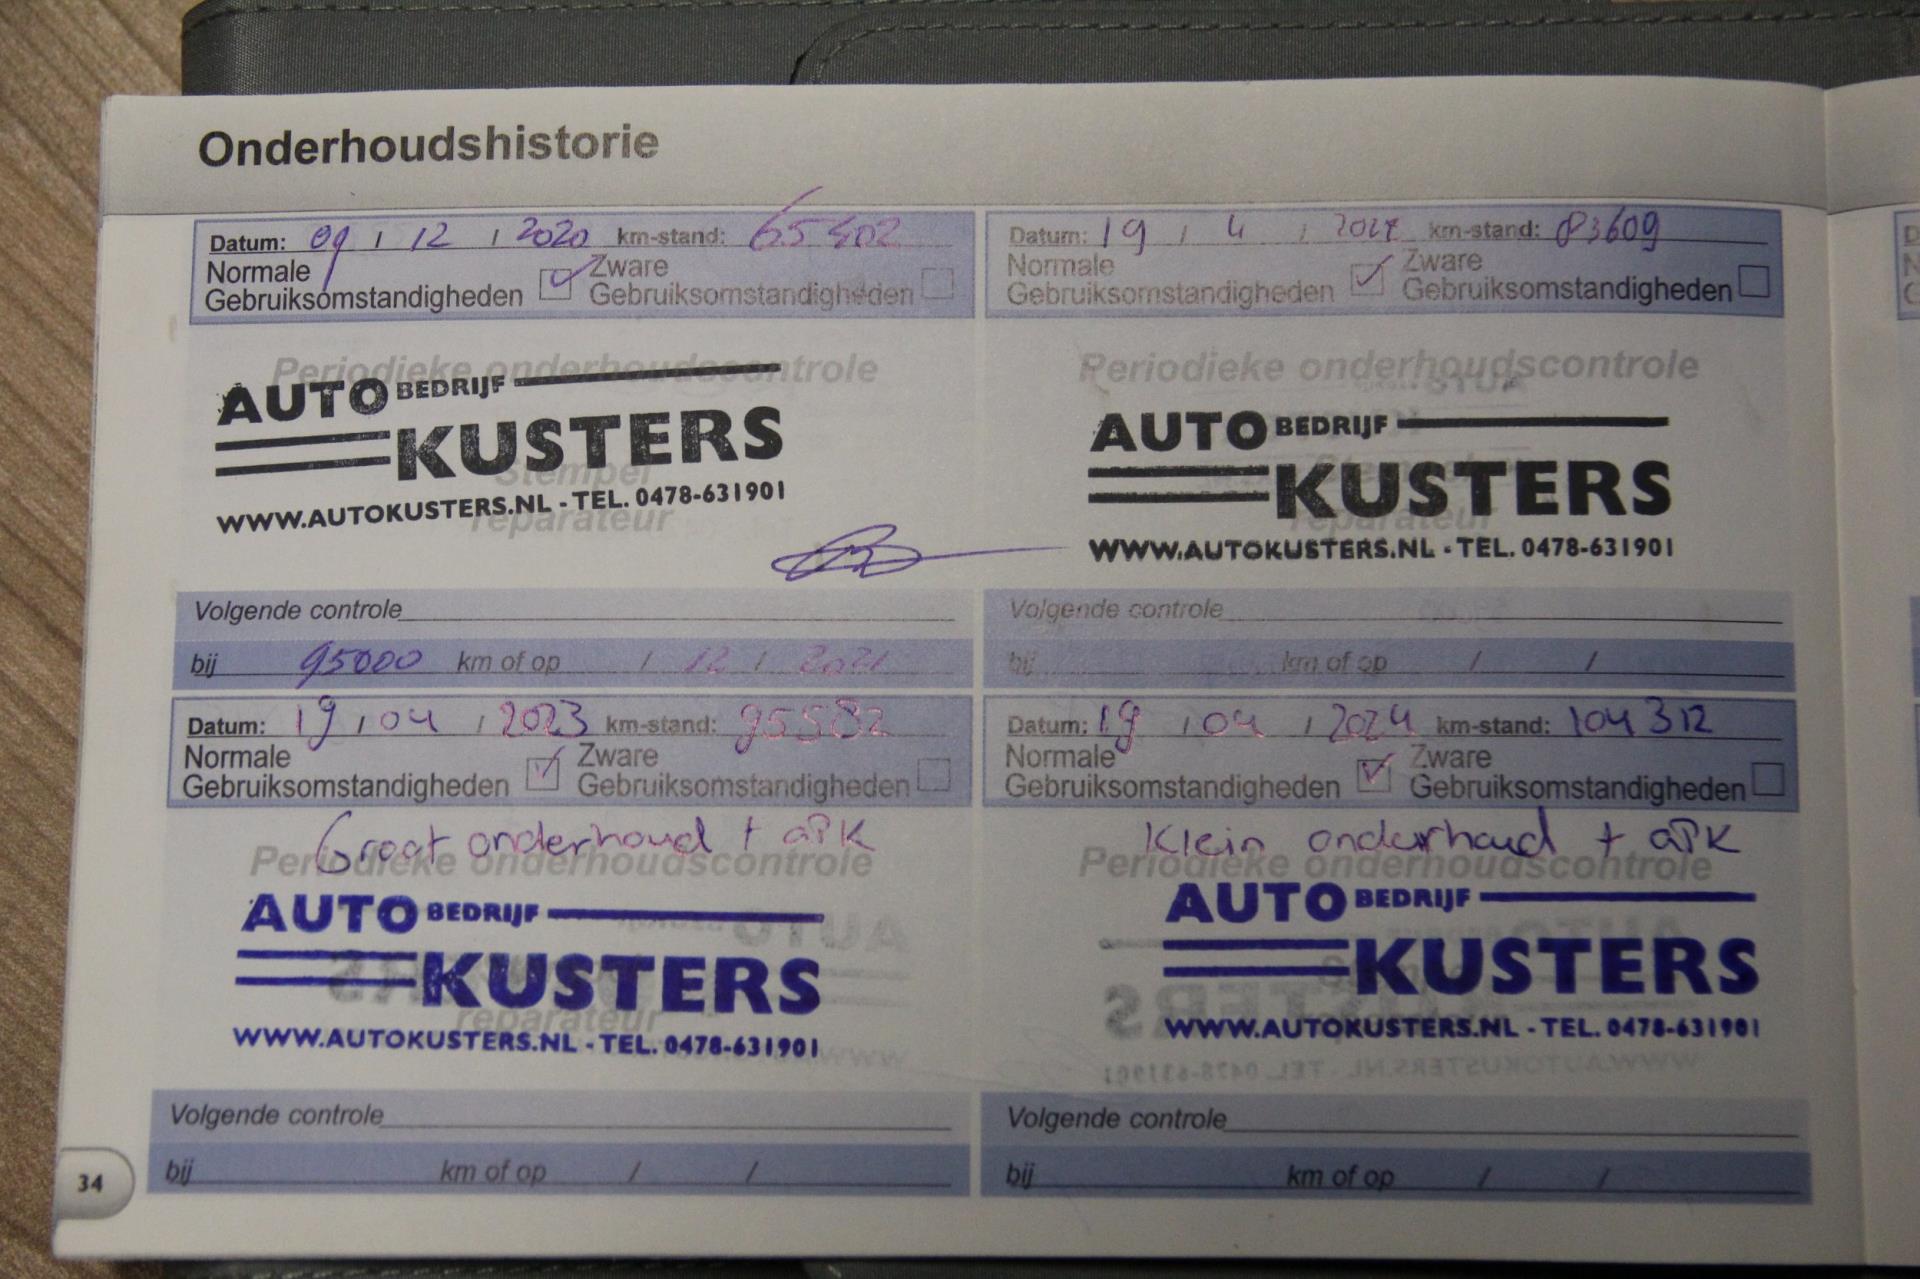 Onderhoudshistorie
Datum: 09 / 12 / 2020 km-stand: 65402
Normale
Gebruiksomstandigheden
Zware
Gebruiksomstandigheden
Periodieke onderhoudscontrole
AUTO BEDRIJF
KUSTERS
Stempel
reparateur
WWW.AUTOKUSTERS.NL - TEL. 0478-631901
Volgende controle
bij 95000 km of op / 12 / 2021
Datum: 19 / 4 / km-stand: 83609
Normale
Gebruiksomstandigheden
Zware
Gebruiksomstandigheden
Periodieke onderhoudscontrole
AUTO BEDRIJF
KUSTERS
Stempel
reparateur
WWW.AUTOKUSTERS.NL - TEL. 0478-631901
Volgende controle
bij km of op / /
Datum: 19 / 04 / 2023 km-stand: 95582
Normale
Gebruiksomstandigheden
Zware
Gebruiksomstandigheden
Groot onderhoud + aPK
Periodieke onderhoudscontrole
AUTO BEDRIJF
KUSTERS
reparateur
WWW.AUTOKUSTERS.NL - TEL. 0478-631901
Volgende controle
bij km of op / /
Datum: 19 / 04 / 2024 km-stand: 104312
Normale
Gebruiksomstandigheden
Zware
Gebruiksomstandigheden
Klein onderhoud + aPK
Periodieke onderhoudscontrole
AUTO BEDRIJF
KUSTERS
WWW.AUTOKUSTERS.NL - TEL. 0478-631901
Volgende controle
bij km of op / /
34